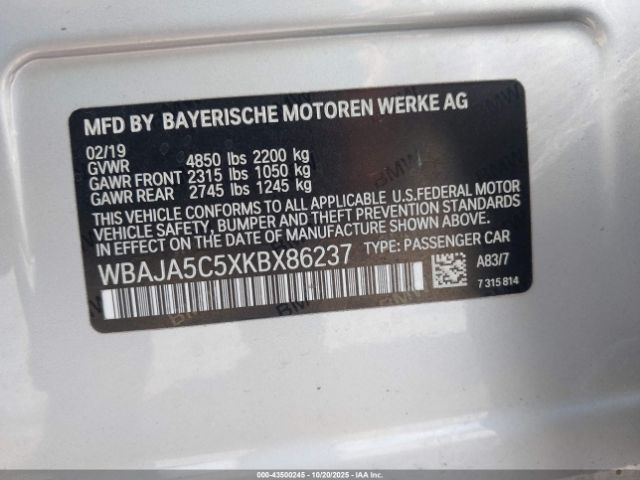 MFD BY BAYERISCHE MOTOREN WERKE AG
02/19
GVWR 4850 lbs 2200 kg
GAWR FRONT 2315 lbs 1050 kg
GAWR REAR 2745 lbs 1245 kg
THIS VEHICLE CONFORMS TO ALL APPLICABLE U.S.FEDERAL MOTOR
VEHICLE SAFETY, BUMPER AND THEFT PREVENTION STANDARDS
IN EFFECT ON THE DATE OF MANUFACTURE SHOWN ABOVE.
WBAJA5C5XKBX86237 TYPE: PASSENGER CAR
A83/7
7 315 814
000-43500245 - 10/20/2025 - IAA Inc.